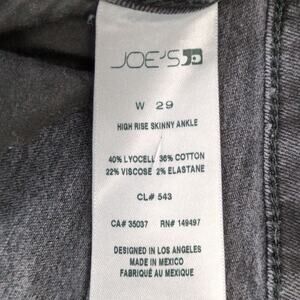 JOE'S
W 29
HIGH RISE SKINNY ANKLE
40% LYOCELL 36% COTTON
22% VISCOSE 2% ELASTANE
CL# 543
CA# 35037 RN# 149497
DESIGNED IN LOS ANGELES
MADE IN MEXICO
FABRIQUÉ AU MEXIQUE